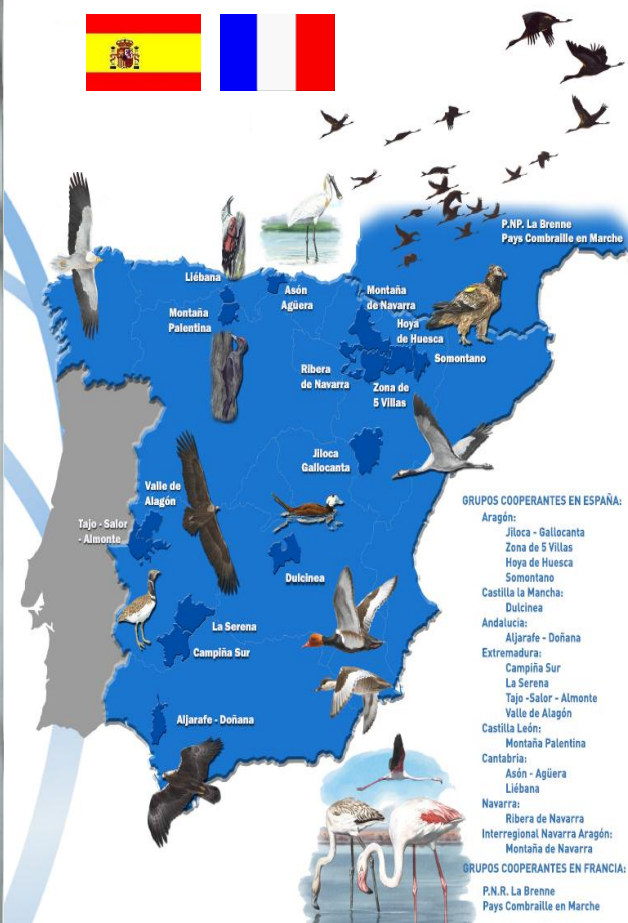 P.NP. La Brenne
Pays Combraille en Marche
Liébana
Asón
Agüera
Montaña
de Navarra
Montaña
Palentina
Hoya
de Huesca
Somontano
Ribera
de Navarra
Zona de
5 Villas
Jiloca
Gallocanta
Valle de
Alagón
Tajo - Salor
- Almonte
Dulcinea
La Serena
Campiña Sur
Aljarafe - Doñana
GRUPOS COOPERANTES EN ESPAÑA:
Aragón:
Jiloca - Gallocanta
Zona de 5 Villas
Hoya de Huesca
Somontano
Castilla la Mancha:
Dulcinea
Andalucia:
Aljarafe - Doñana
Extremadura:
Campiña Sur
La Serena
Tajo -Salor - Almonte
Valle de Alagón
Castilla León:
Montaña Palentina
Cantabria:
Asón - Agüera
Liébana
Navarra:
Ribera de Navarra
Interregional Navarra Aragón:
Montaña de Navarra
GRUPOS COOPERANTES EN FRANCIA:
P.N.R. La Brenne
Pays Combraille en Marche